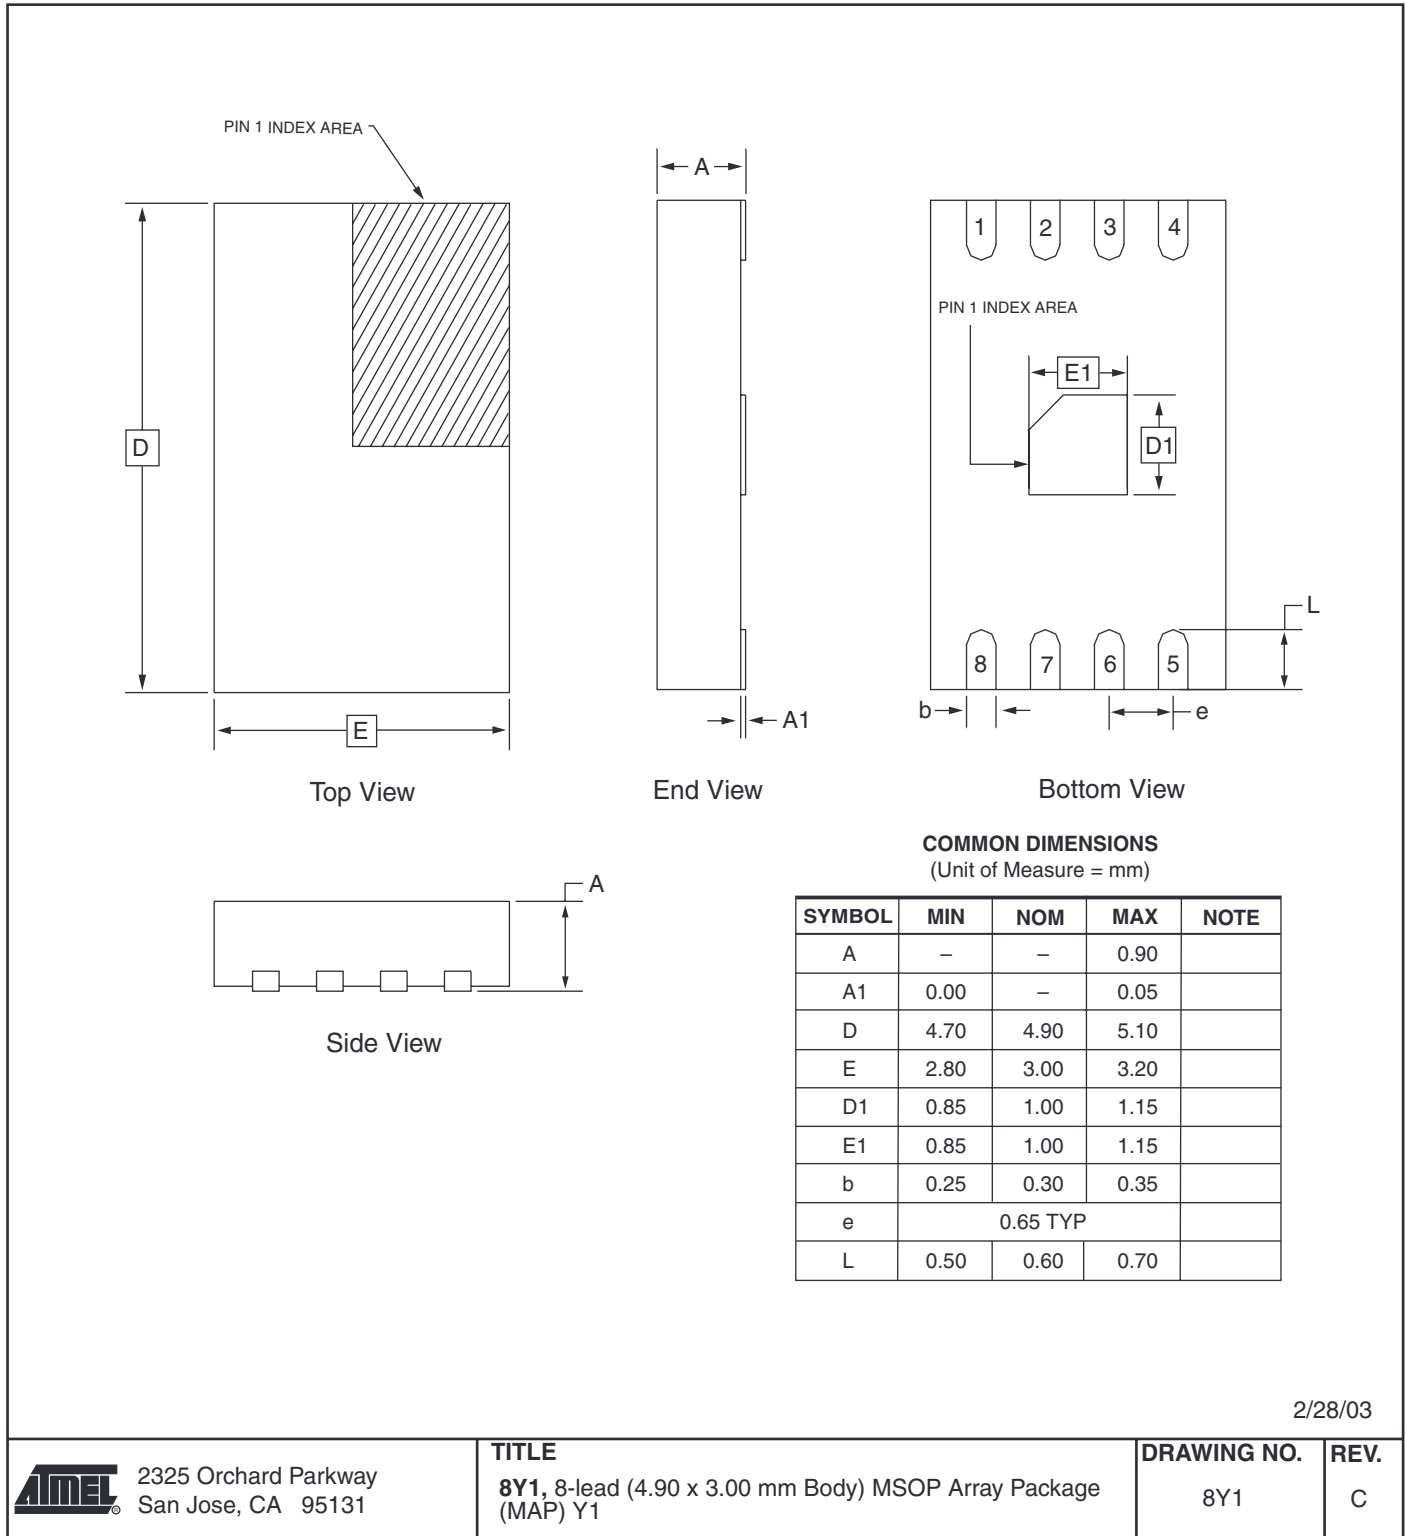 PIN 1 INDEX AREA
A
1 2 3 4
PIN 1 INDEX AREA
E1
D
D1
L
8 7 6 5
b
e
A1
E
Top View
End View
Bottom View
COMMON DIMENSIONS
(Unit of Measure = mm)
A
SYMBOL MIN NOM MAX NOTE
A – – 0.90
A1 0.00 – 0.05
D 4.70 4.90 5.10
E 2.80 3.00 3.20
D1 0.85 1.00 1.15
E1 0.85 1.00 1.15
b 0.25 0.30 0.35
e 0.65 TYP
L 0.50 0.60 0.70
Side View
2/28/03
ATMEL ®
2325 Orchard Parkway
San Jose, CA 95131
TITLE
8Y1, 8-lead (4.90 x 3.00 mm Body) MSOP Array Package
(MAP) Y1
DRAWING NO.
8Y1
REV.
C